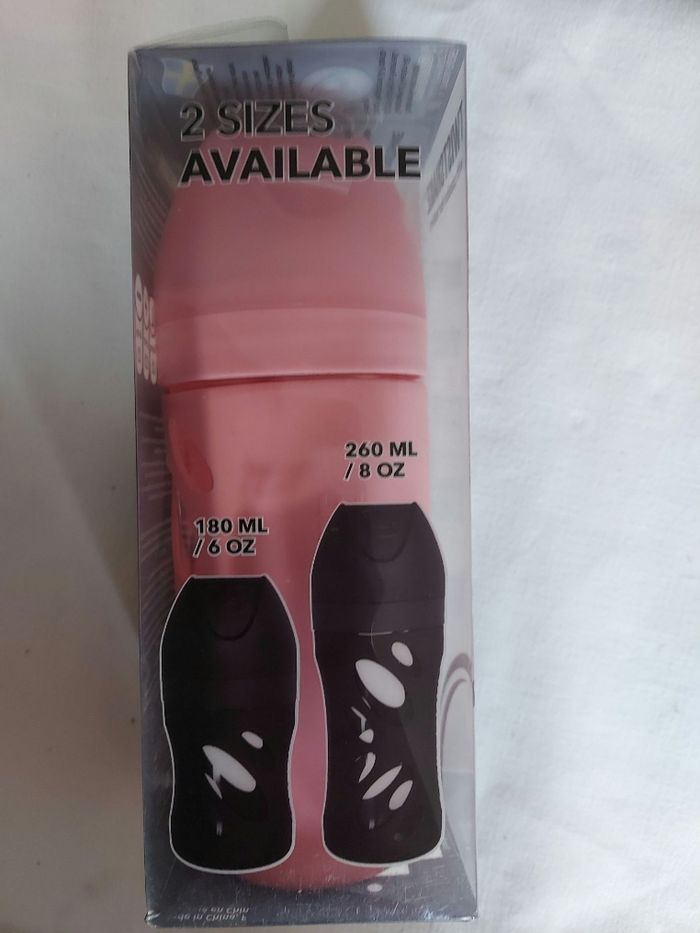 2 SIZES
AVAILABLE
260 ML
/ 8 OZ
180 ML
/ 6 OZ